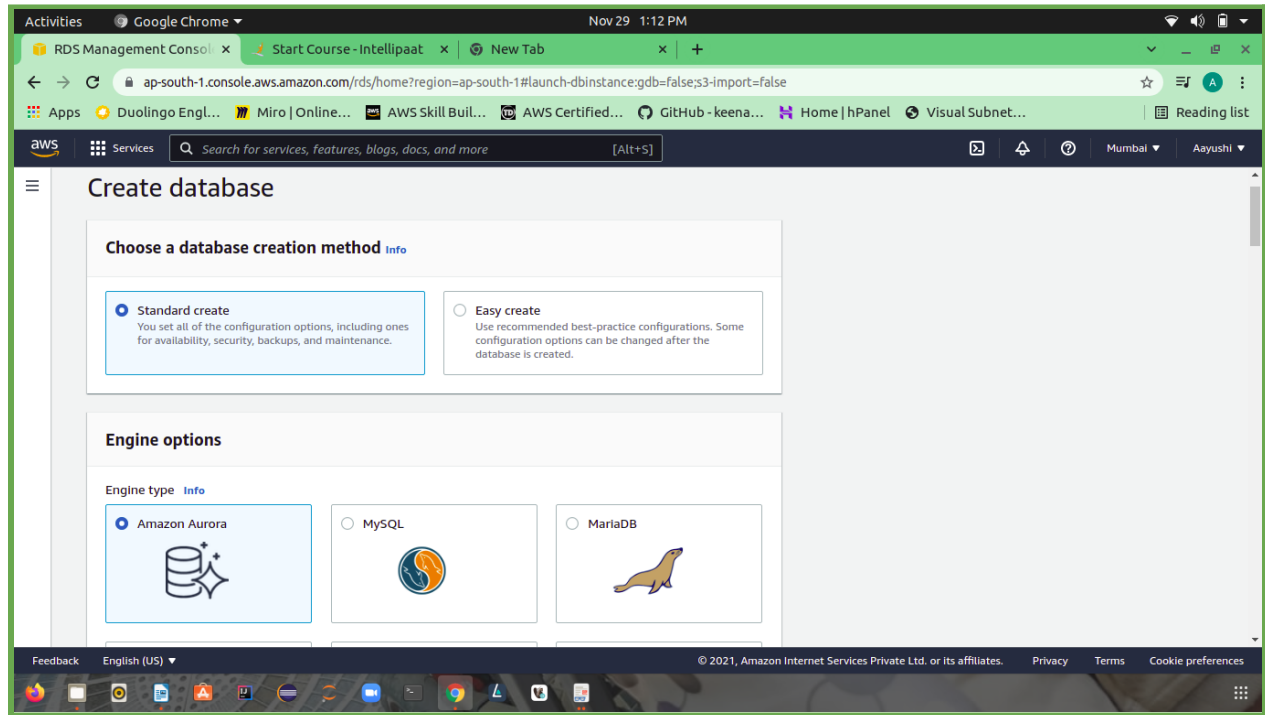 Activities Google Chrome ▼ Nov 29 1:12 PM
RDS Management Consol × Start Course - Intellipaat × New Tab × +
ap-south-1.console.aws.amazon.com/rds/home?region=ap-south-1#launch-dbinstance:gdb=false;s3-import=false A
Apps Duolingo Engl... Miro | Online... AWS Skill Buil... AWS Certified... GitHub - keena... Home | hPanel Visual Subnet... Reading list
aws Services Search for services, features, blogs, docs, and more [Alt+S] Mumbai ▼ Aayushi ▼
Create database
Choose a database creation method Info
Standard create
You set all of the configuration options, including ones
for availability, security, backups, and maintenance.
Easy create
Use recommended best-practice configurations. Some
configuration options can be changed after the
database is created.
Engine options
Engine type Info
Amazon Aurora MySQL MariaDB
Feedback English (US) ▼ © 2021, Amazon Internet Services Private Ltd. or its affiliates. Privacy Terms Cookie preferences